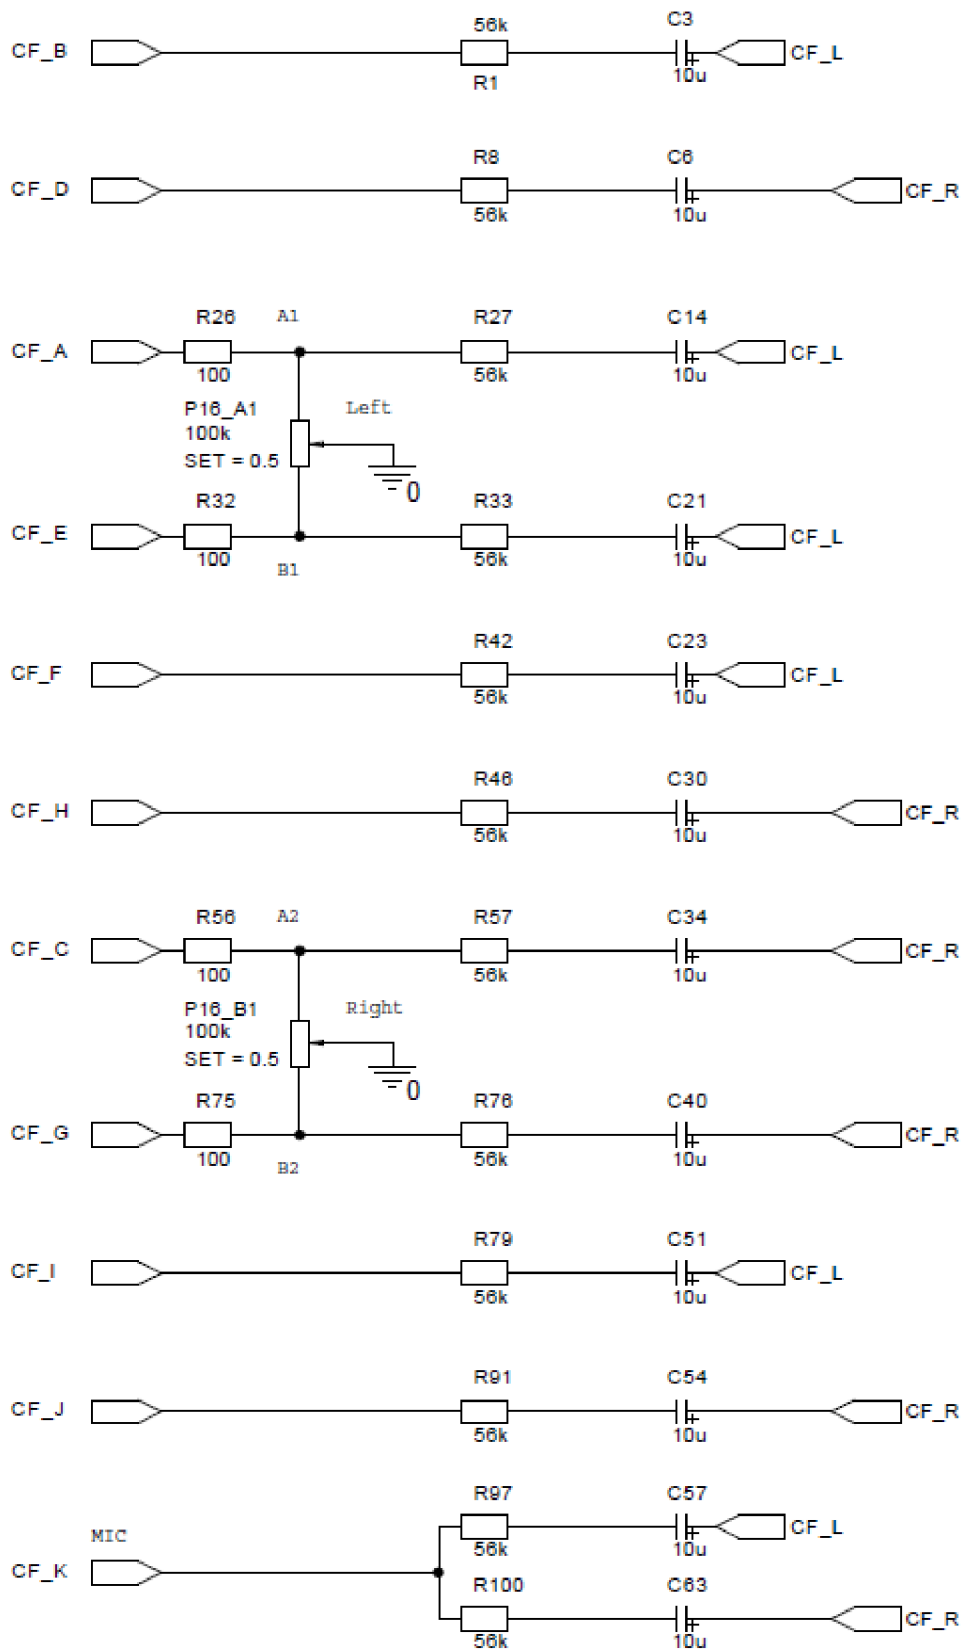 56k C3
CF_B CF_L
R1 10u
R8 C6
CF_D CF_R
56k 10u
R26 A1 R27 C14
CF_A CF_L
100 56k 10u
P16_A1 Left
100k
SET = 0.5
0
R32 R33 C21
CF_E CF_L
100 56k 10u
B1
R42 C23
CF_F CF_L
56k 10u
R46 C30
CF_H CF_R
56k 10u
R56 A2 R57 C34
CF_C CF_R
100 56k 10u
P16_B1 Right
100k
SET = 0.5
0
R75 R76 C40
CF_G CF_R
100 56k 10u
B2
R79 C51
CF_I CF_L
56k 10u
R91 C54
CF_J CF_R
56k 10u
R97 C57
MIC CF_L
56k 10u
CF_K
R100 C63
CF_R
56k 10u